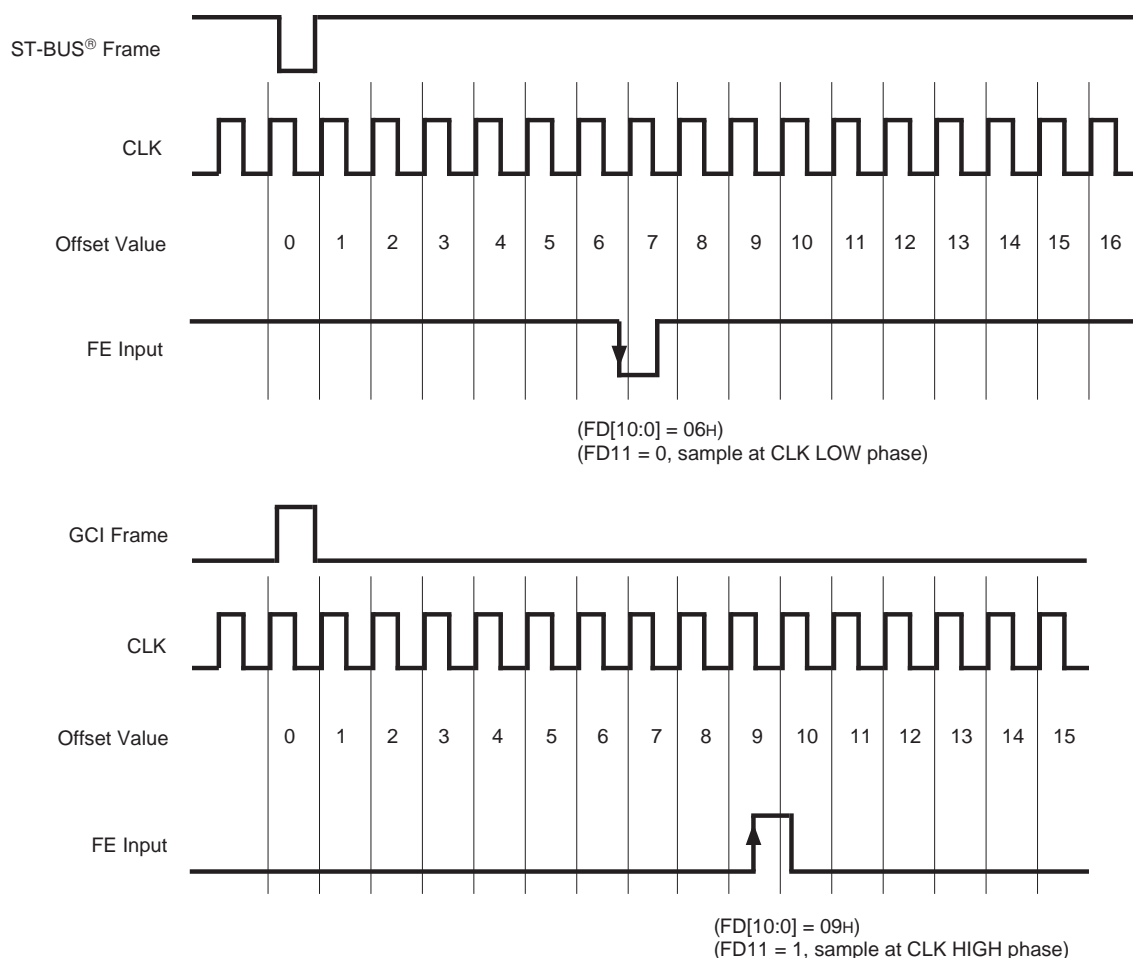 ST-BUS® Frame
CLK
Offset Value
0 1 2 3 4 5 6 7 8 9 10 11 12 13 14 15 16
FE Input
(FD[10:0] = 06H)
(FD11 = 0, sample at CLK LOW phase)
GCI Frame
CLK
Offset Value
0 1 2 3 4 5 6 7 8 9 10 11 12 13 14 15
FE Input
(FD[10:0] = 09H)
(FD11 = 1, sample at CLK HIGH phase)